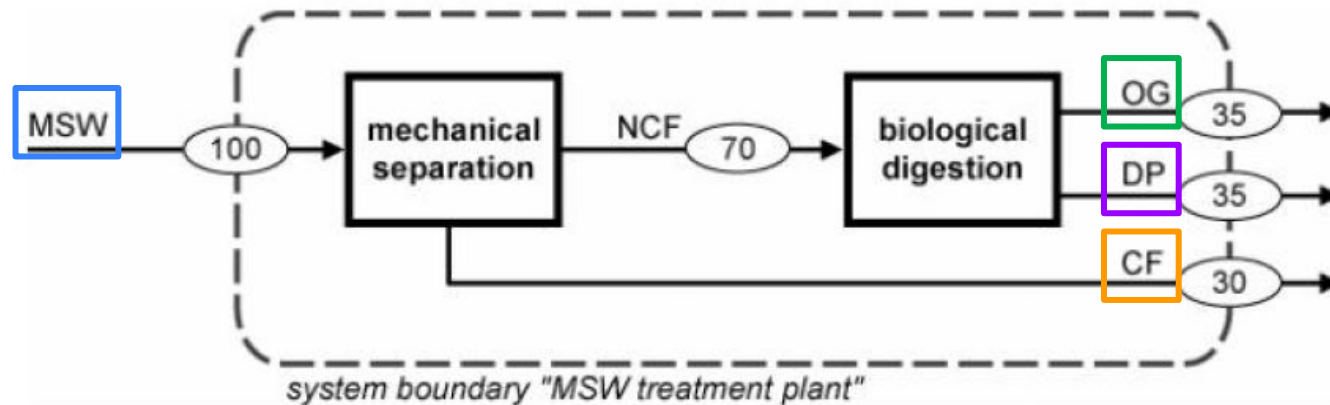 MSW
100
mechanical
separation
NCF
70
biological
digestion
OG
35
DP
35
CF
30
system boundary "MSW treatment plant"